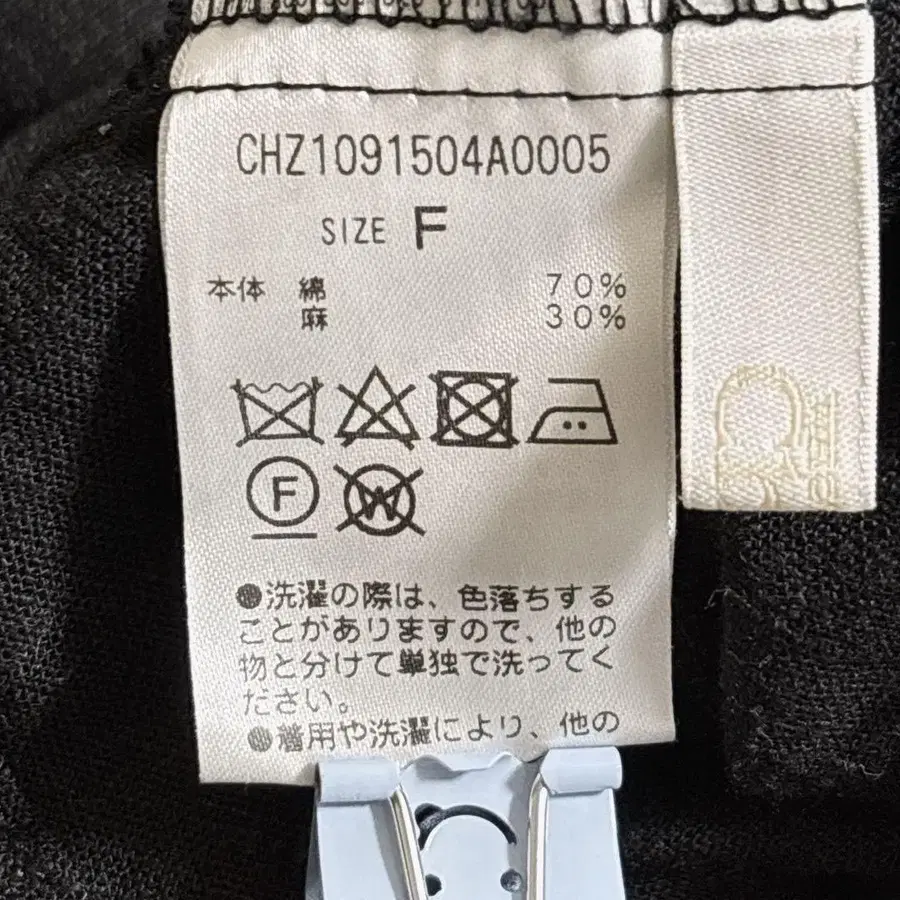 CHZ1091504A0005
SIZE F
本体 綿 70%
麻 30%
F
W
●洗濯の際は、色落ちする
ことがありますので、他の
物と分けて単独で洗ってく
ださい。
●着用や洗濯により、他の